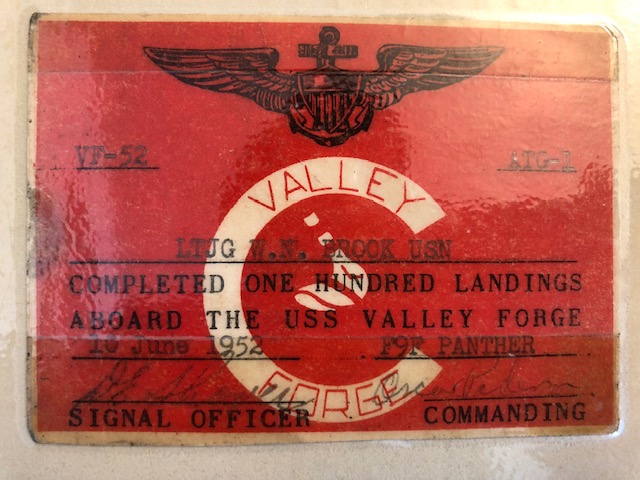 VF-52 ATG-1
VALLEY
LTJG W.N. BROOK USN
COMPLETED ONE HUNDRED LANDINGS
ABOARD THE USS VALLEY FORGE
June 1952 F9F PANTHER
FORGE
SIGNAL OFFICER COMMANDING